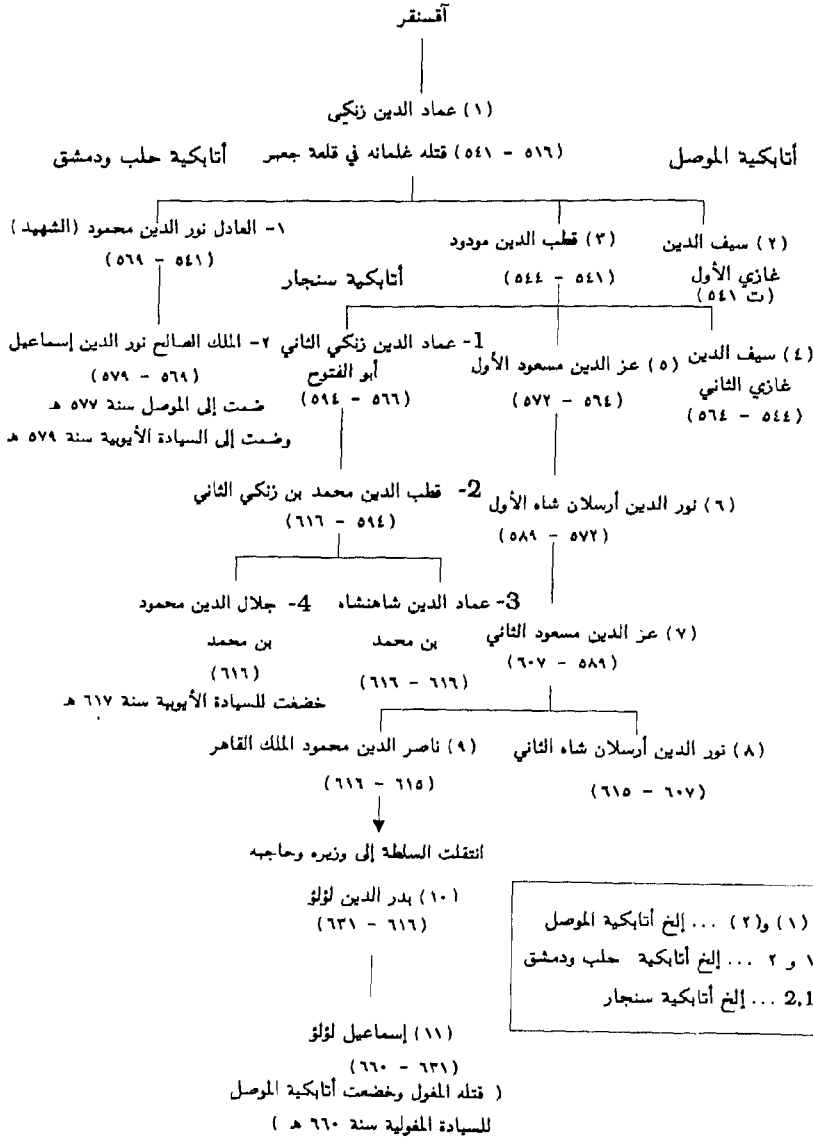 آقسنقر
(١) عماد الدين زنكي
(٥١٦ - ٥٤١) قتله غلمانه في قلعة جعبر
أتابكية الموصل
أتابكية حلب ودمشق
(٢) سيف الدين
غازي الأول
(ت ٥٤١)
(٣) قطب الدين مودود
(٥٤١ - ٥٤٤)
١- العادل نور الدين محمود (الشهيد)
(٥٤١ - ٥٦٩)
أتابكية سنجار
(٤) سيف الدين
غازي الثاني
(٥٤٤ - ٥٦٤)
(٥) عز الدين مسعود الأول
(٥٦٤ - ٥٧٢)
1- عماد الدين زنكي الثاني
أبو الفتوح
(٥٦٦ - ٥٩٤)
٢- الملك الصالح نور الدين إسماعيل
(٥٦٩ - ٥٧٩)
ضمت إلى الموصل سنة ٥٧٧ هـ
وضمت إلى السيادة الأيوبية سنة ٥٧٩ هـ
(٦) نور الدين أرسلان شاه الأول
(٥٧٢ - ٥٨٩)
2- قطب الدين محمد بن زنكي الثاني
(٥٩٤ - ٦١٦)
3- عماد الدين شاهنشاه
بن محمد
(٦١٦ - ٦١٦)
4- جلال الدين محمود
بن محمد
(٦١٦)
خضعت للسيادة الأيوبية سنة ٦١٧ هـ
(٧) عز الدين مسعود الثاني
(٥٨٩ - ٦٠٧)
(٨) نور الدين أرسلان شاه الثاني
(٦٠٧ - ٦١٥)
(٩) ناصر الدين محمود الملك القاهر
(٦١٥ - ٦١٦)
انتقلت السلطة إلى وزيره وحاجبه
(١٠) بدر الدين لؤلؤ
(٦١٦ - ٦٣١)
(١١) إسماعيل لؤلؤ
(٦٣١ - ٦٦٠)
( قتله المغول وخضعت أتابكية الموصل
للسيادة المغولية سنة ٦٦٠ هـ )
(١) و(٢) ... إلخ أتابكية الموصل
١ و ٢ ... إلخ أتابكية حلب ودمشق
2.1 ... إلخ أتابكية سنجار